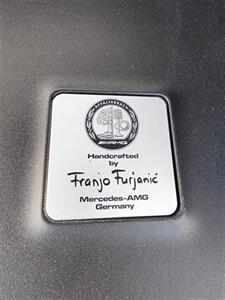 AFFALTERBACH
AMG
Handcrafted
by
Franjo Furjanić
Mercedes-AMG
Germany